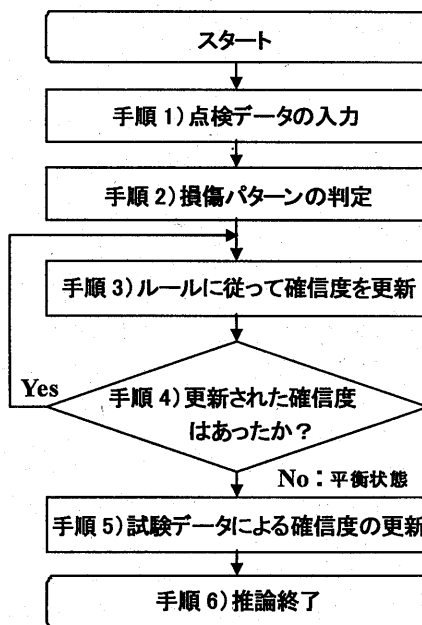 スタート
手順 1) 点検データの入力
手順 2) 損傷パターンの判定
手順 3) ルールに従って確信度を更新
Yes
手順 4) 更新された確信度
はあったか?
No:平衡状態
手順 5) 試験データによる確信度の更新
手順 6) 推論終了